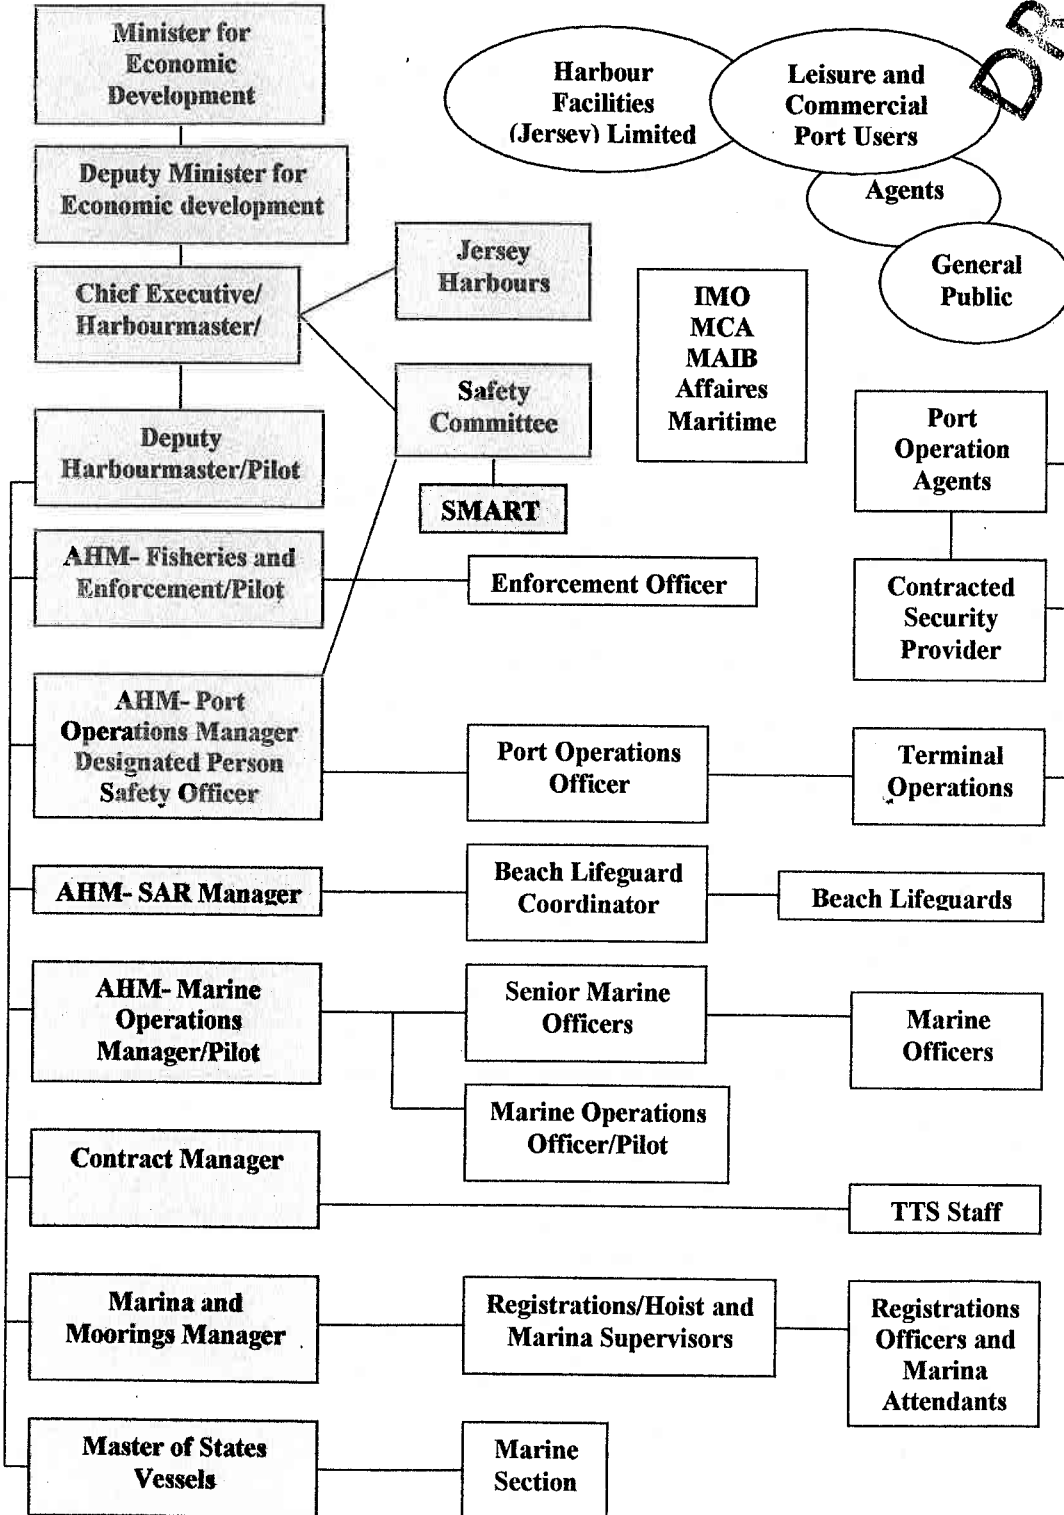 Minister for
Economic
Development
Harbour
Facilities
(Jersey) Limited
Leisure and
Commercial
Port Users
Deputy Minister for
Economic development
Agents
Jersey
Harbours
General
Public
Chief Executive/
Harbourmaster/
IMO
MCA
MAIB
Affaires
Maritime
Safety
Committee
Deputy
Harbourmaster/Pilot
Port
Operation
Agents
SMART
AHM- Fisheries and
Enforcement/Pilot
Enforcement Officer
Contracted
Security
Provider
AHM- Port
Operations Manager
Designated Person
Safety Officer
Port Operations
Officer
Terminal
Operations
AHM- SAR Manager
Beach Lifeguard
Coordinator
Beach Lifeguards
AHM- Marine
Operations
Manager/Pilot
Senior Marine
Officers
Marine
Officers
Marine Operations
Officer/Pilot
Contract Manager
TTS Staff
Marina and
Moorings Manager
Registrations/Hoist and
Marina Supervisors
Registrations
Officers and
Marina
Attendants
Master of States
Vessels
Marine
Section